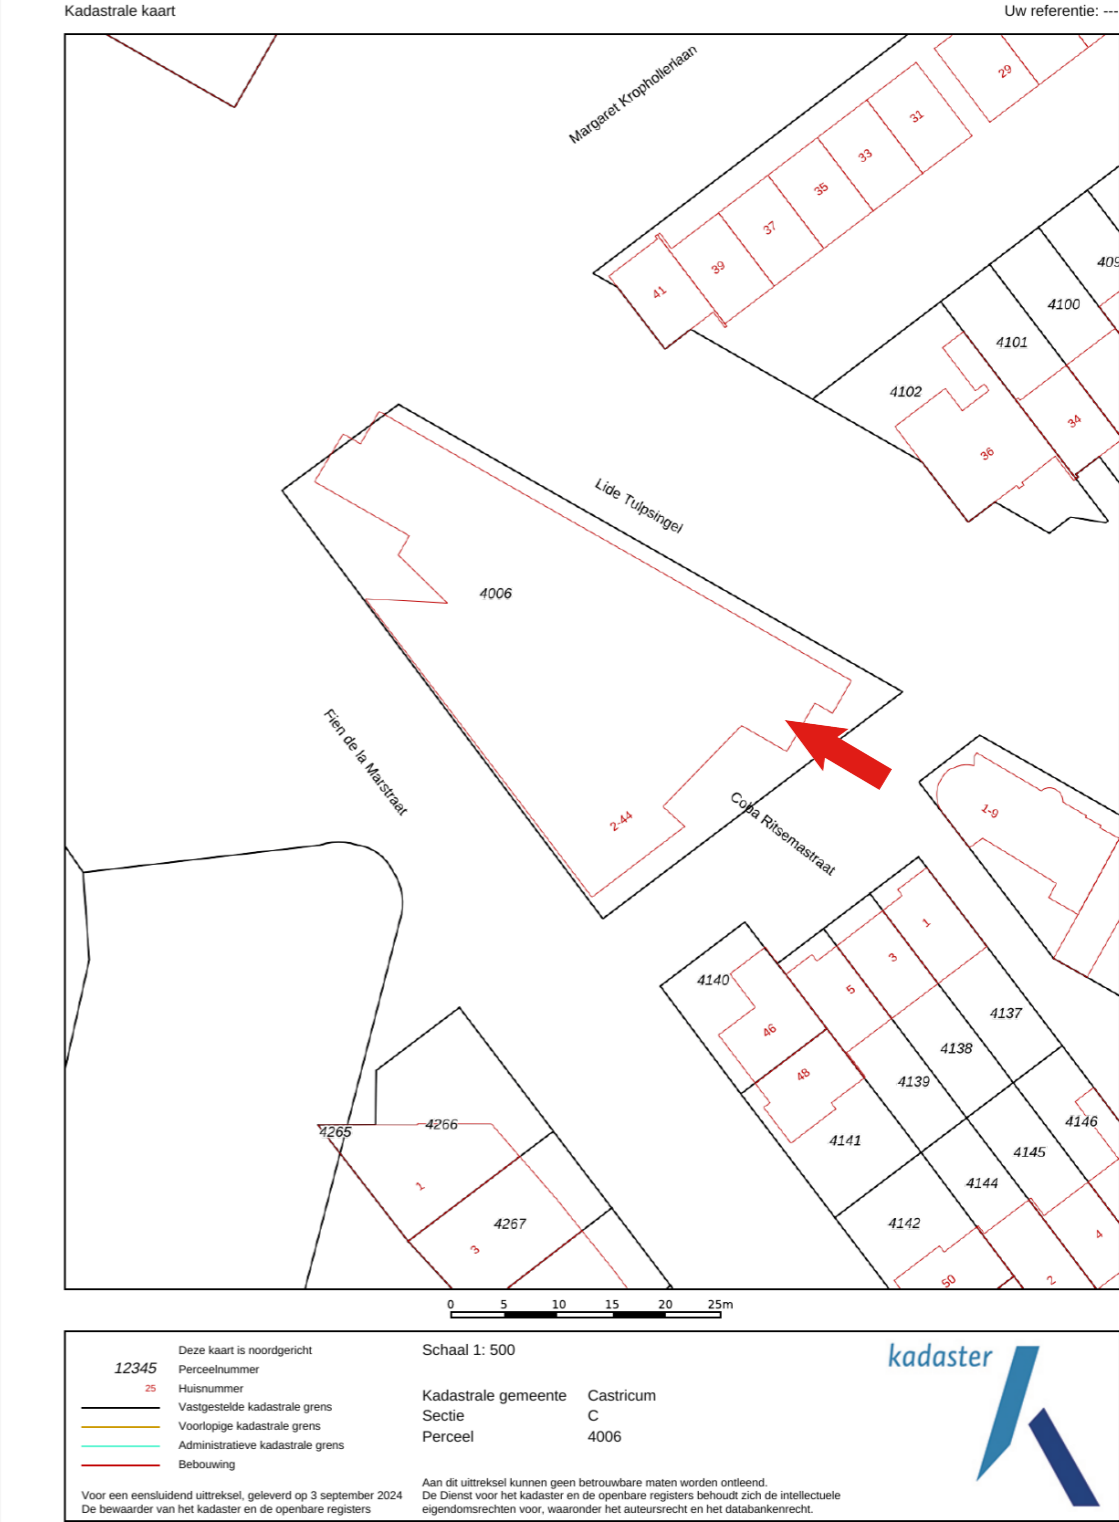 Kadastrale kaart
Uw referentie: ---
Margaret Kropholierlaan
29
31
33
35
37
39
41
409
4100
4101
4102
34
36
Lide Tulpsingel
4006
Fien de la Marstraat
2-44
Coba Ritsemastraat
1-9
1
3
5
4140
46
48
4137
4138
4139
4141
4146
4145
4144
4142
4
2
50
4265
4266
1
4267
3
0 5 10 15 20 25m
Deze kaart is noordgericht
12345 Perceelnummer
25 Huisnummer
Vastgestelde kadastrale grens
Voorlopige kadastrale grens
Administratieve kadastrale grens
Bebouwing
Voor een eensluidend uittreksel, geleverd op 3 september 2024
De bewaarder van het kadaster en de openbare registers
Schaal 1: 500
Kadastrale gemeente Castricum
Sectie C
Perceel 4006
Aan dit uittreksel kunnen geen betrouwbare maten worden ontleend.
De Dienst voor het kadaster en de openbare registers behoudt zich de intellectuele
eigendomsrechten voor, waaronder het auteursrecht en het databankenrecht.
kadaster